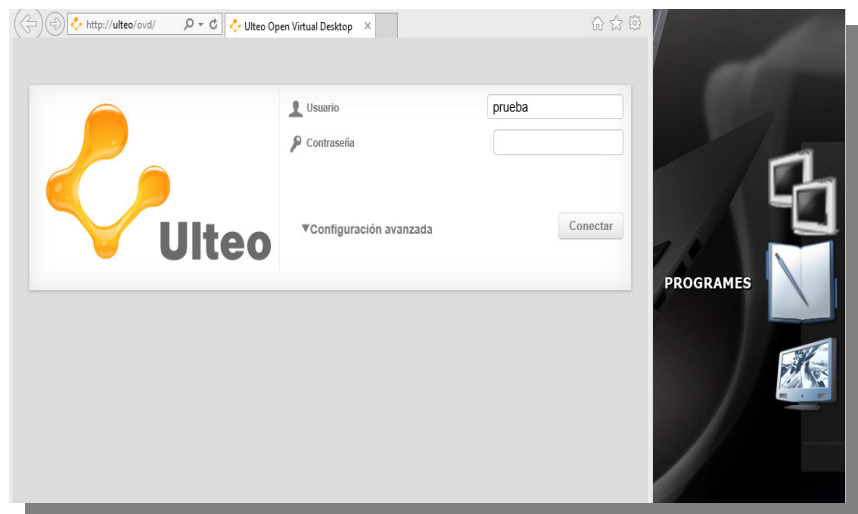 http://ulteo/ovd/
Ulteo Open Virtual Desktop
Usuario
prueba
Contraseña
Ulteo
▼Configuración avanzada
Conectar
PROGRAMES